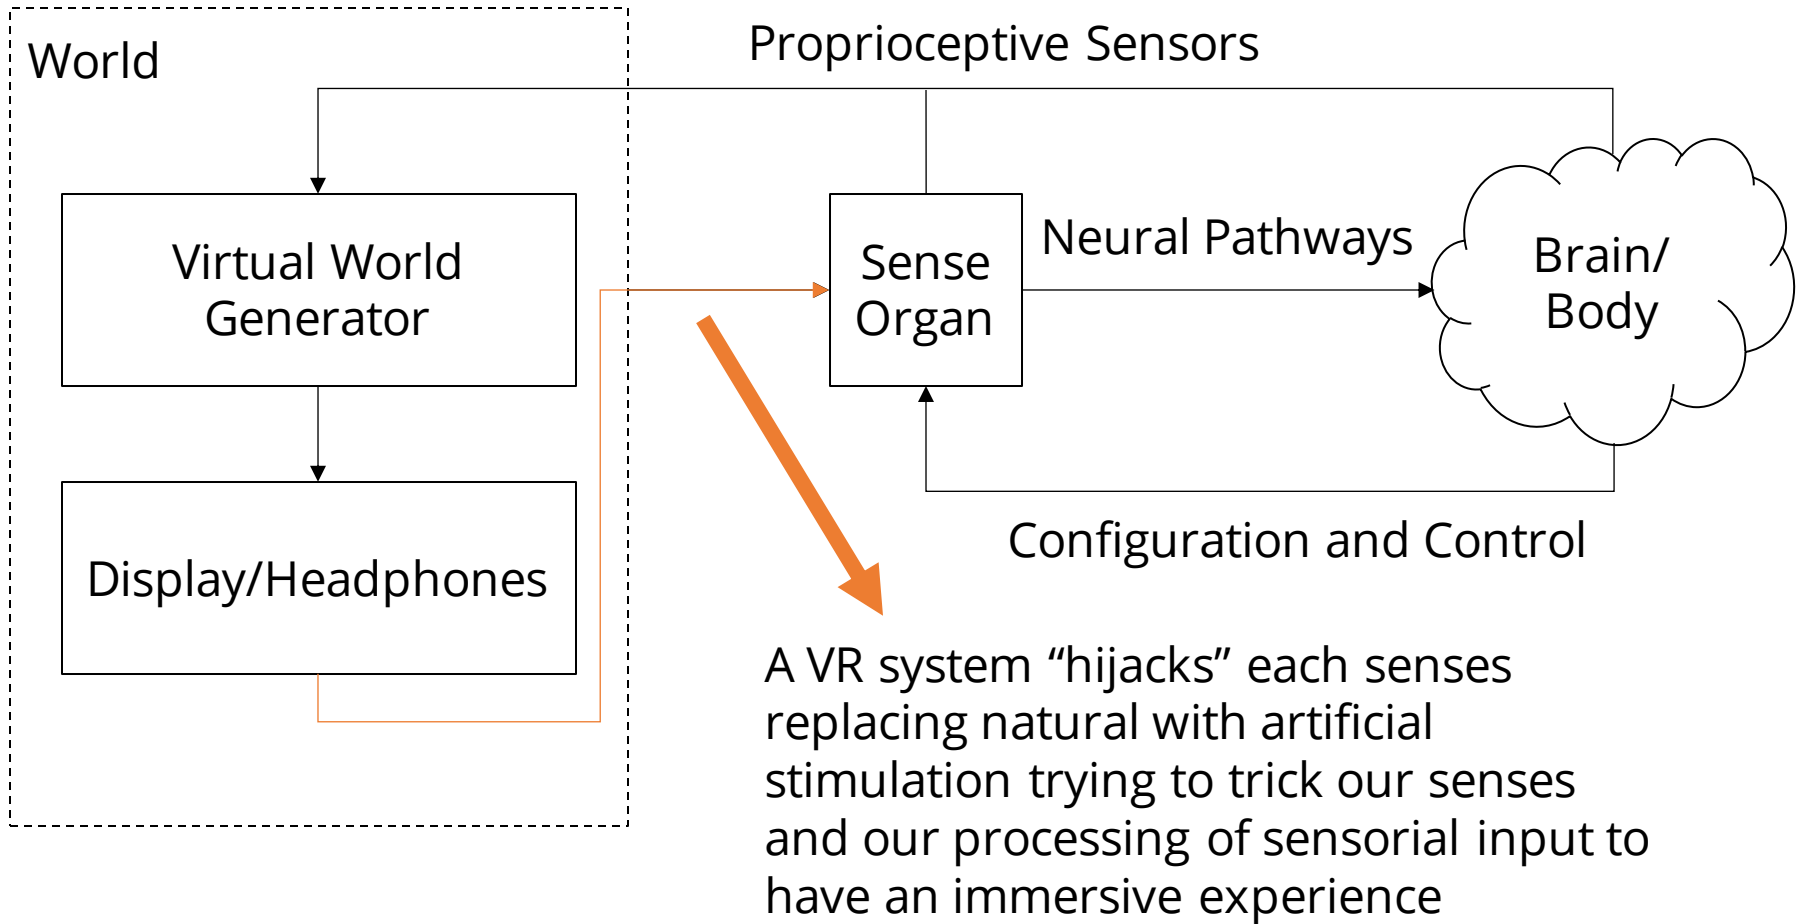 World
Proprioceptive Sensors
Virtual World
Generator
Sense
Organ
Neural Pathways
Brain/
Body
Display/Headphones
Configuration and Control
A VR system “hijacks” each senses
replacing natural with artificial
stimulation trying to trick our senses
and our processing of sensorial input to
have an immersive experience